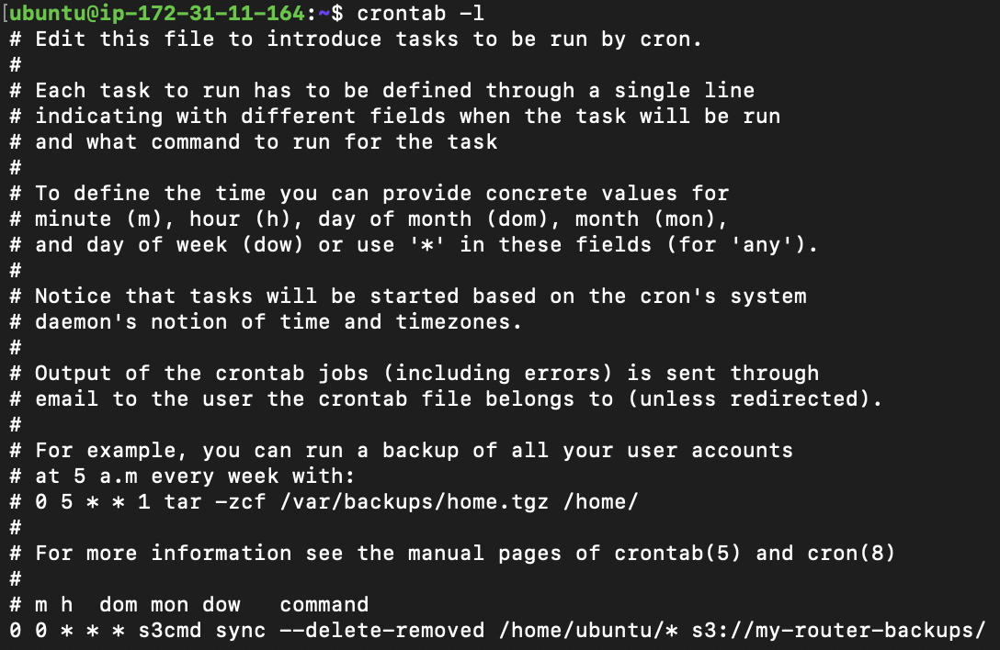 [ubuntu@ip-172-31-11-164:~$ crontab -l
# Edit this file to introduce tasks to be run by cron.
#
# Each task to run has to be defined through a single line
# indicating with different fields when the task will be run
# and what command to run for the task
#
# To define the time you can provide concrete values for
# minute (m), hour (h), day of month (dom), month (mon),
# and day of week (dow) or use '*' in these fields (for 'any').
#
# Notice that tasks will be started based on the cron's system
# daemon's notion of time and timezones.
#
# Output of the crontab jobs (including errors) is sent through
# email to the user the crontab file belongs to (unless redirected).
#
# For example, you can run a backup of all your user accounts
# at 5 a.m every week with:
# 0 5 * * 1 tar -zcf /var/backups/home.tgz /home/
#
# For more information see the manual pages of crontab(5) and cron(8)
#
# m h  dom mon dow   command
0 0 * * * s3cmd sync --delete-removed /home/ubuntu/* s3://my-router-backups/